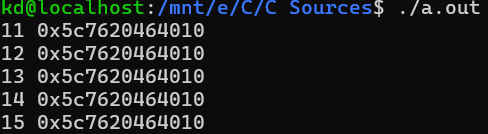 kd@localhost:/mnt/e/C/C Sources$ ./a.out
11 0x5c7620464010
12 0x5c7620464010
13 0x5c7620464010
14 0x5c7620464010
15 0x5c7620464010